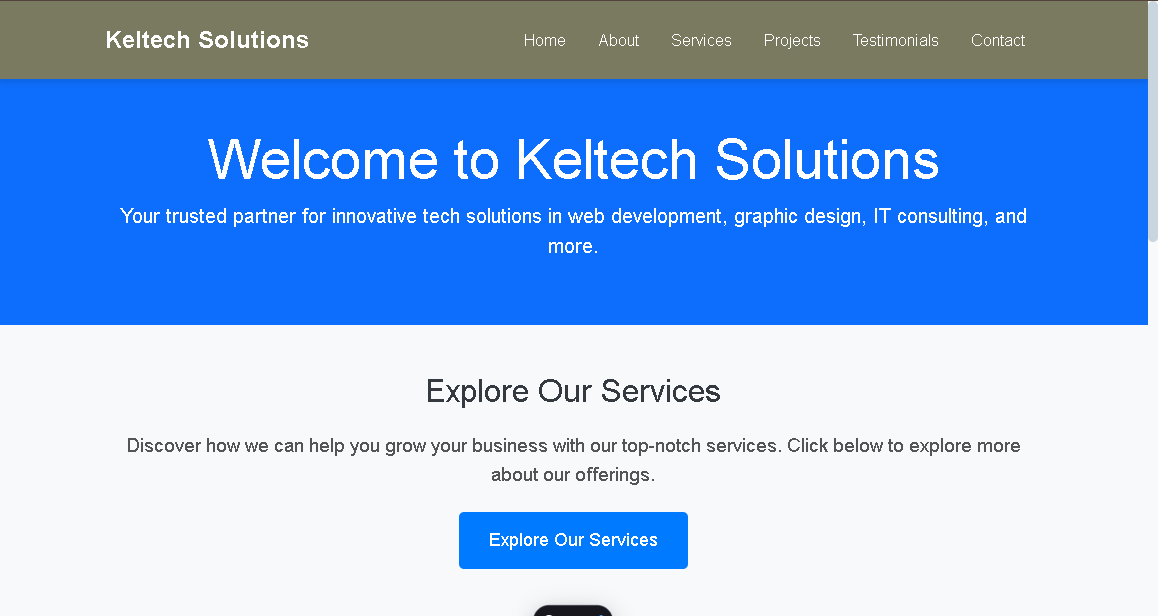 Keltech Solutions
Home About Services Projects Testimonials Contact
Welcome to Keltech Solutions
Your trusted partner for innovative tech solutions in web development, graphic design, IT consulting, and
more.
Explore Our Services
Discover how we can help you grow your business with our top-notch services. Click below to explore more
about our offerings.
Explore Our Services